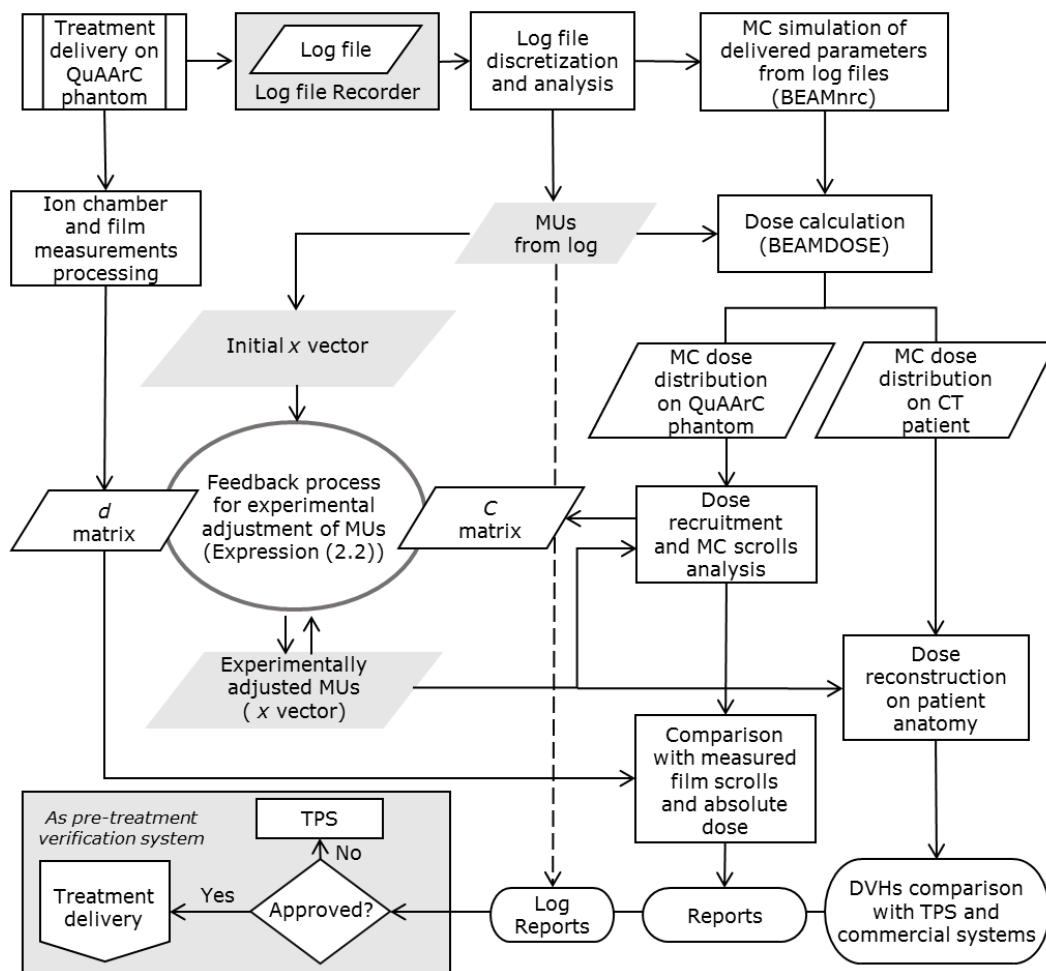 Treatment
delivery on
QuAArC
phantom
Log file
Log file Recorder
Log file
discretization
and analysis
MC simulation of
delivered parameters
from log files
(BEAMnrc)
Ion chamber
and film
measurements
processing
MUs
from log
Dose calculation
(BEAMDOSE)
Initial x vector
MC dose
distribution
on QuAArC
phantom
MC dose
distribution
on CT
patient
Feedback process
for experimental
adjustment of MUs
(Expression (2.2))
d
matrix
C
matrix
Dose
recruitment
and MC scrolls
analysis
Experimentally
adjusted MUs
( x vector)
Dose
reconstruction
on patient
anatomy
Comparison
with measured
film scrolls
and absolute
dose
As pre-treatment
verification system
TPS
No
Treatment
delivery
Yes
Approved?
Log
Reports
Reports
DVHs comparison
with TPS and
commercial systems